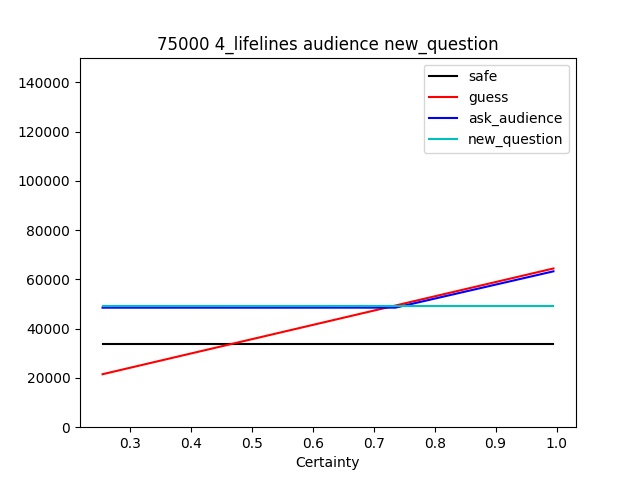 75000 4_lifelines audience new_question
safe
guess
ask_audience
new_question
140000
120000
100000
80000
60000
40000
20000
0
0.3 0.4 0.5 0.6 0.7 0.8 0.9 1.0
Certainty